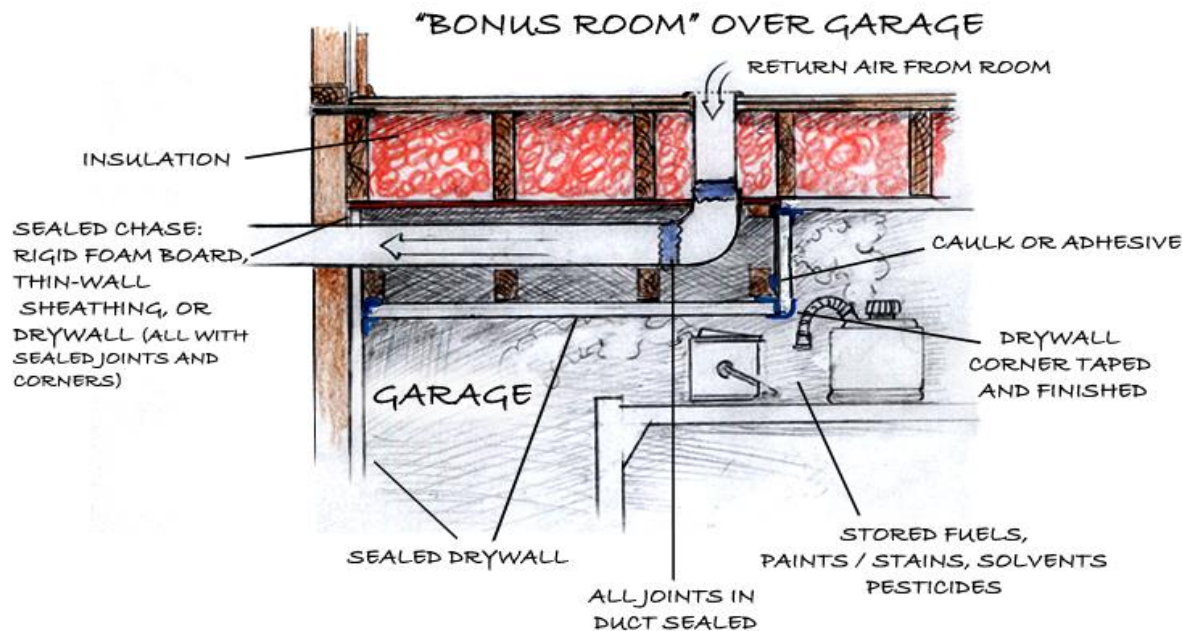 "BONUS ROOM" OVER GARAGE
RETURN AIR FROM ROOM
INSULATION
SEALED CHASE:
RIGID FOAM BOARD,
THIN-WALL
SHEATHING, OR
DRYWALL (ALL WITH
SEALED JOINTS AND
CORNERS)
CAULK OR ADHESIVE
DRYWALL
CORNER TAPED
AND FINISHED
GARAGE
SEALED DRYWALL
STORED FUELS,
PAINTS / STAINS, SOLVENTS
PESTICIDES
ALL JOINTS IN
DUCT SEALED